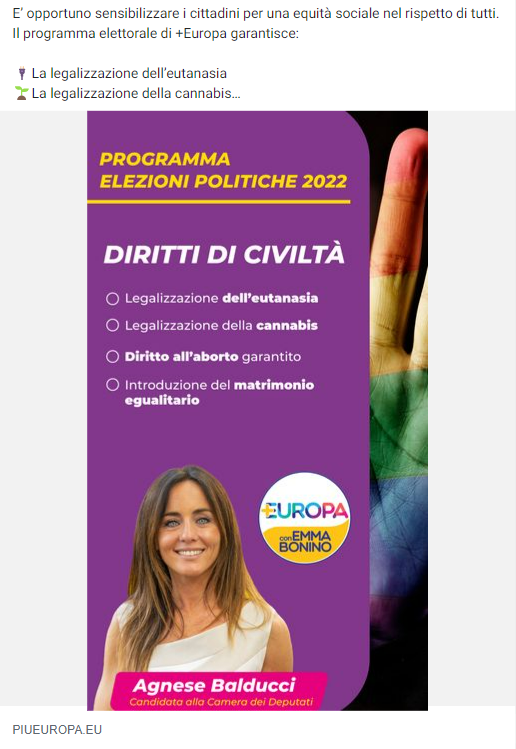 E' opportuno sensibilizzare i cittadini per una equità sociale nel rispetto di tutti.
Il programma elettorale di +Europa garantisce:
La legalizzazione dell'eutanasia
La legalizzazione della cannabis...
PROGRAMMA
ELEZIONI POLITICHE 2022
DIRITTI DI CIVILTÀ
Legalizzazione dell'eutanasia
Legalizzazione della cannabis
Diritto all'aborto garantito
Introduzione del matrimonio
egualitario
+EUROPA
con EMMA
BONINO
Agnese Balducci
Candidata alla Camera dei Deputati
PIUEUROPA.EU